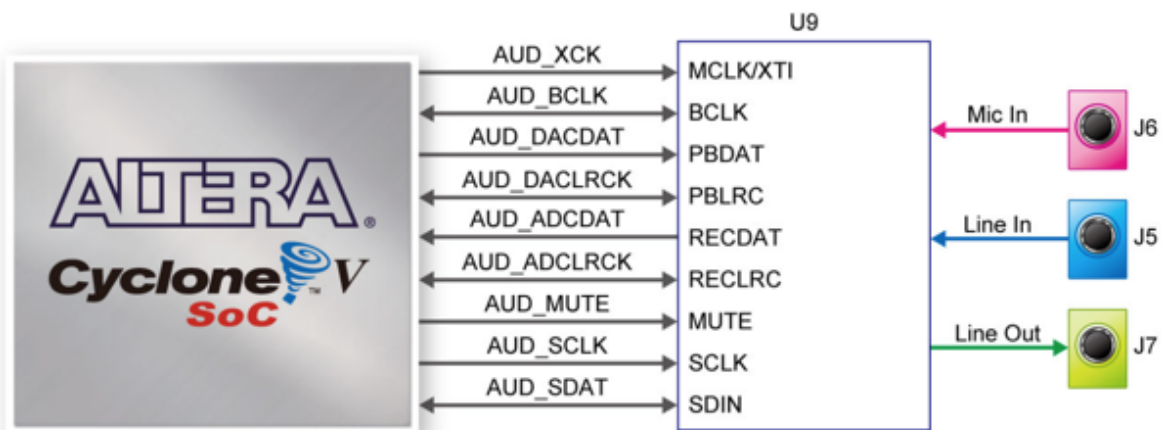 U9
AUD_XCK
MCLK/XTI
AUD_BCLK
BCLK
Mic In
J6
AUD_DACDAT
PBDAT
ALTERA®
AUD_DACLRCK
PBLRC
AUD_ADCDAT
RECDAT
Line In
J5
Cyclone™ V
SoC
AUD_ADCLRCK
RECLRC
AUD_MUTE
MUTE
Line Out
J7
AUD_SCLK
SCLK
AUD_SDAT
SDIN